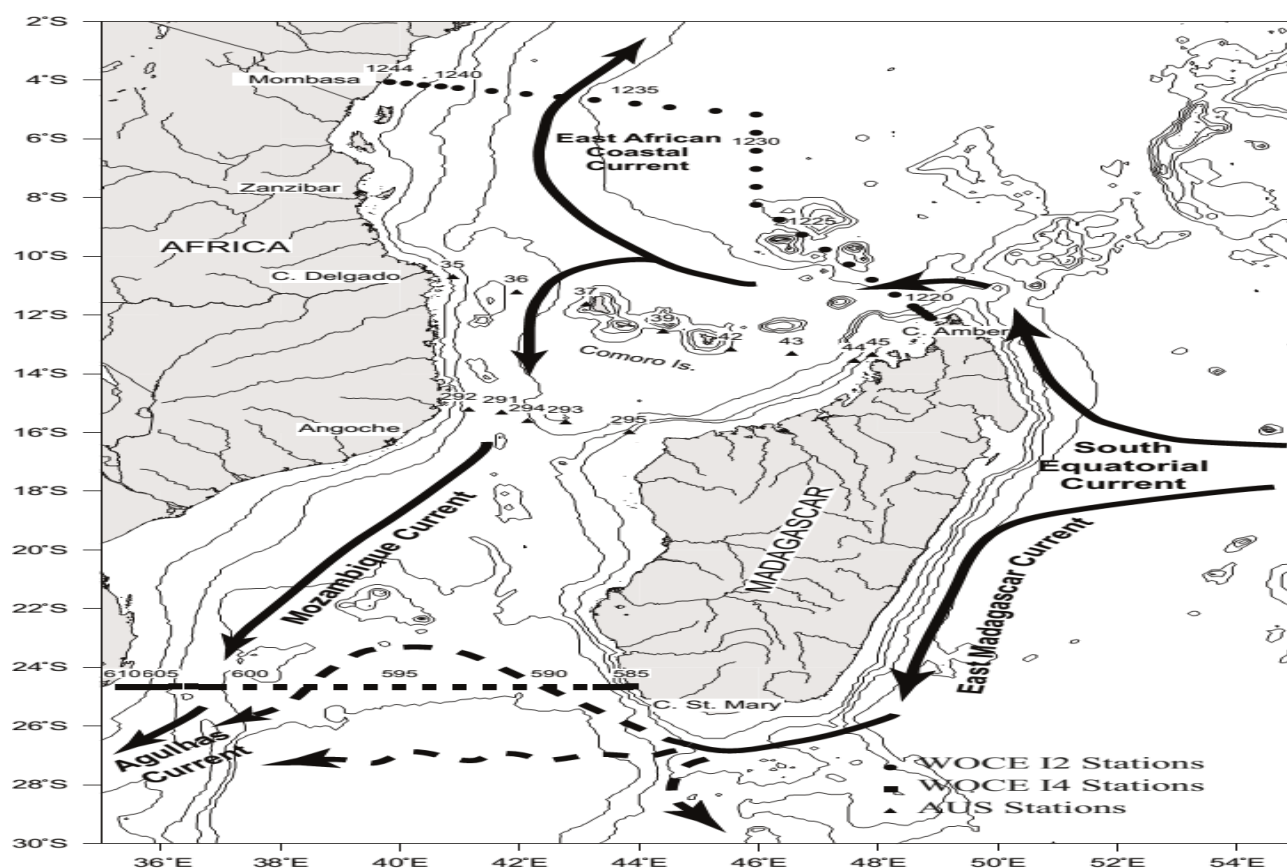 2°S
4°S
6°S
8°S
10°S
12°S
14°S
16°S
18°S
20°S
22°S
24°S
26°S
28°S
30°S
36°E
38°E
40°E
42°E
44°E
46°E
48°E
50°E
52°E
54°E
1244
1240
Mombasa
1235
1230
East African
Coastal
Current
Zanzibar
1225
AFRICA
C. Delgado
35
36
37
39
42
43
44
45
1220
C. Amber
Comoro Is.
292
291
294
293
295
Angoche
South
Equatorial
Current
MADAGASCAR
Mozambique Current
East Madagascar Current
610
605
600
595
590
585
C. St. Mary
Agulhas
Current
WOCE I2 Stations
WOCE I4 Stations
AUS Stations